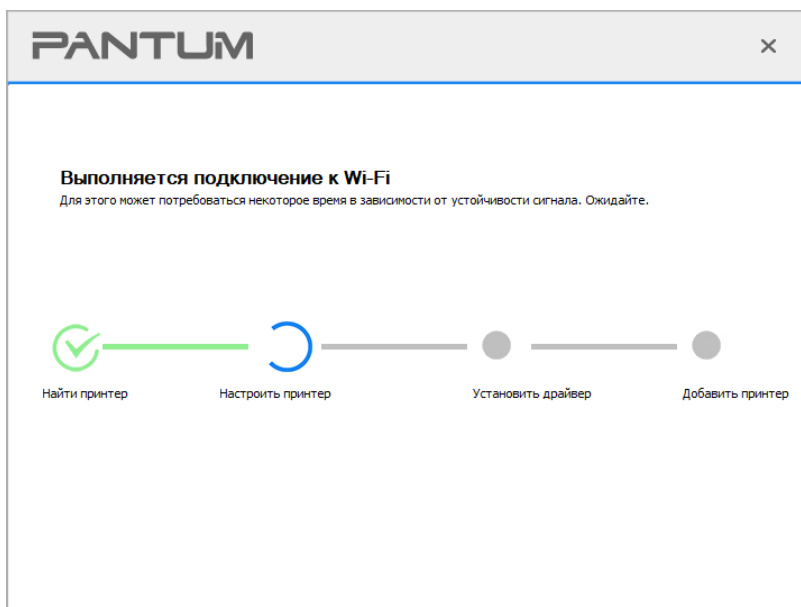 PANTUM
Выполняется подключение к Wi-Fi
Для этого может потребоваться некоторое время в зависимости от устойчивости сигнала. Ожидайте.
Найти принтер
Настроить принтер
Установить драйвер
Добавить принтер